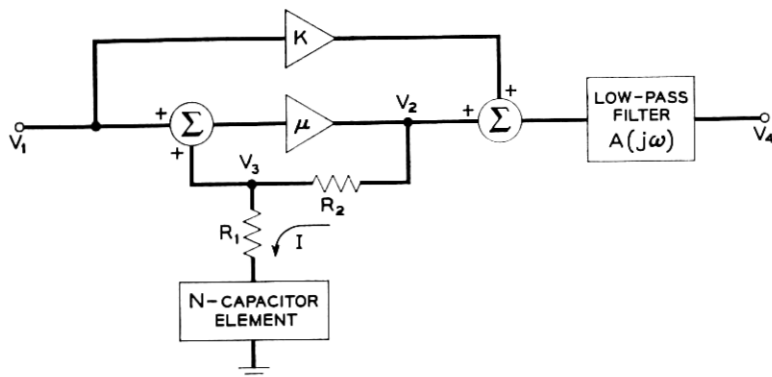 K
LOW-PASS
FILTER
A(jω)
V₁
+
+
Σ
μ
V₂
+
+
Σ
V₄
V₃
R₂
R₁
I
N-CAPACITOR
ELEMENT